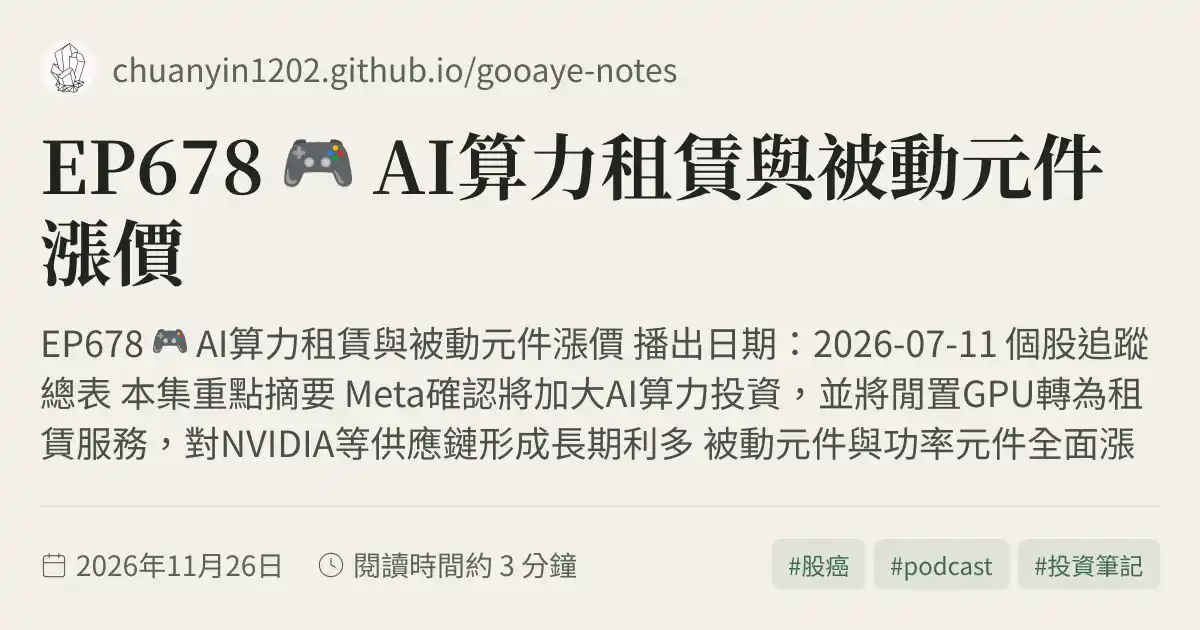 chuanyin1202.github.io/gooaye-notes
EP678 🎮 AI算力租賃與被動元件
漲價
EP678 🎮 AI算力租賃與被動元件漲價 播出日期：2026-07-11 個股追蹤
總表 本集重點摘要 Meta確認將加大AI算力投資，並將閒置GPU轉為租
賃服務，對NVIDIA等供應鏈形成長期利多 被動元件與功率元件全面漲
2026年11月26日 閱讀時間約 3 分鐘 #股癌 #podcast #投資筆記